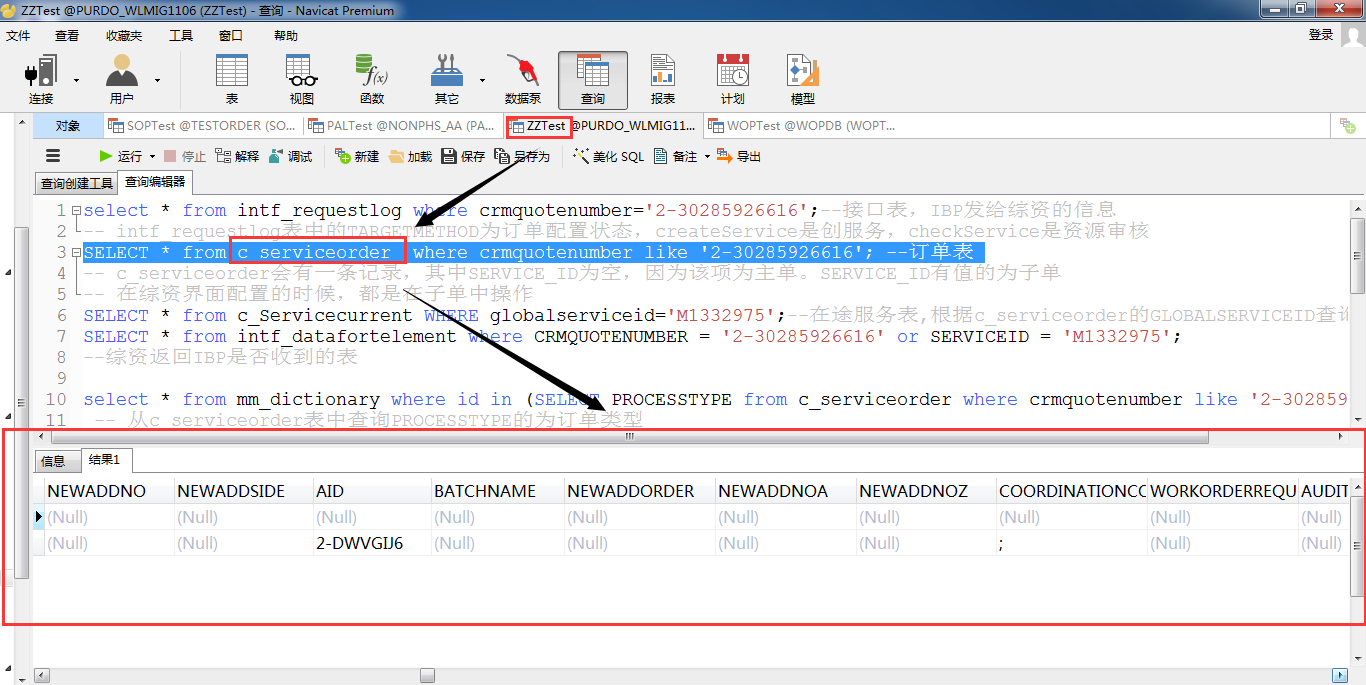 ZZTest @PURDO_WLMIG1106 (ZZTest) - 查询 - Navicat Premium
文件 查看 收藏夹 工具 窗口 帮助 登录
连接 用户 表 视图 函数 其它 数据泵 查询 报表 计划 模型
对象 SOPTest @TESTORDER (SO... PALTest @NONPHS_AA (PA... ZZTest @PURDO_WLMIG11... WOPTest @WOPDB (WOPT...
运行 停止 解释 调试 新建 加载 保存 另存为 美化 SQL 备注 导出
查询创建工具 查询编辑器
1 select * from intf_requestlog where crmquotenumber='2-30285926616';--接口表，IBP发给综资的信息
2 -- intf_requestlog表中的TARGETMETHOD为订单配置状态，createService是创服务，checkService是资源审核
3 SELECT * from c_serviceorder where crmquotenumber like '2-30285926616'; --订单表
4 -- c_serviceorder会有一条记录，其中SERVICE_ID为空，因为该项为主单。SERVICE_ID有值的为子单
5 -- 在综资界面配置的时候，都是在子单中操作
6 SELECT * from c_Servicecurrent WHERE globalserviceid='M1332975';--在途服务表,根据c_serviceorder的GLOBALSERVICEID查询
7 SELECT * from intf_datafortelement where CRMQUOTENUMBER = '2-30285926616' or SERVICEID = 'M1332975';
8 --综资返回IBP是否收到的表
9
10 select * from mm_dictionary where id in (SELECT PROCESSTYPE from c_serviceorder where crmquotenumber like '2-302859
11 -- 从c_serviceorder表中查询PROCESSTYPE的为订单类型
信息 结果1
NEWADDNO NEWADDSIDE AID BATCHNAME NEWADDORDER NEWADDNOA NEWADDNOZ COORDINATIONCC WORKORDERREQU AUDIT
(Null) (Null) (Null) (Null) (Null) (Null) (Null) (Null) (Null) (Null)
(Null) (Null) 2-DWVGIJ6 (Null) (Null) (Null) (Null) ; (Null) (Null)